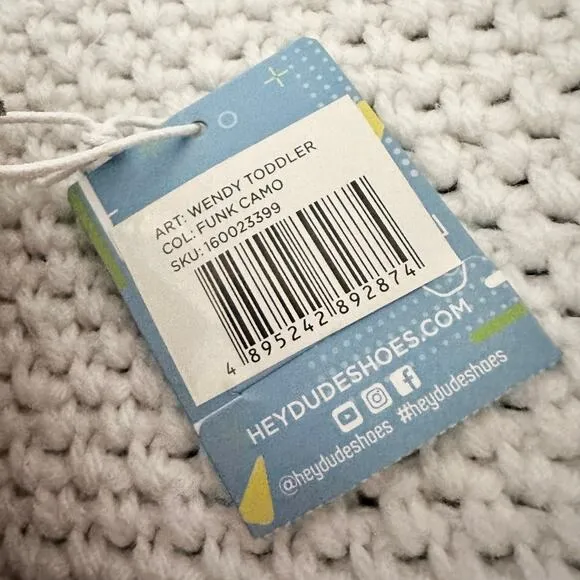 ART: WENDY TODDLER
COL: FUNK CAMO
SKU: 160023399
4 895242 892874
HEYDUDESHOES.COM
@heydudeshoes #heydudeshoes